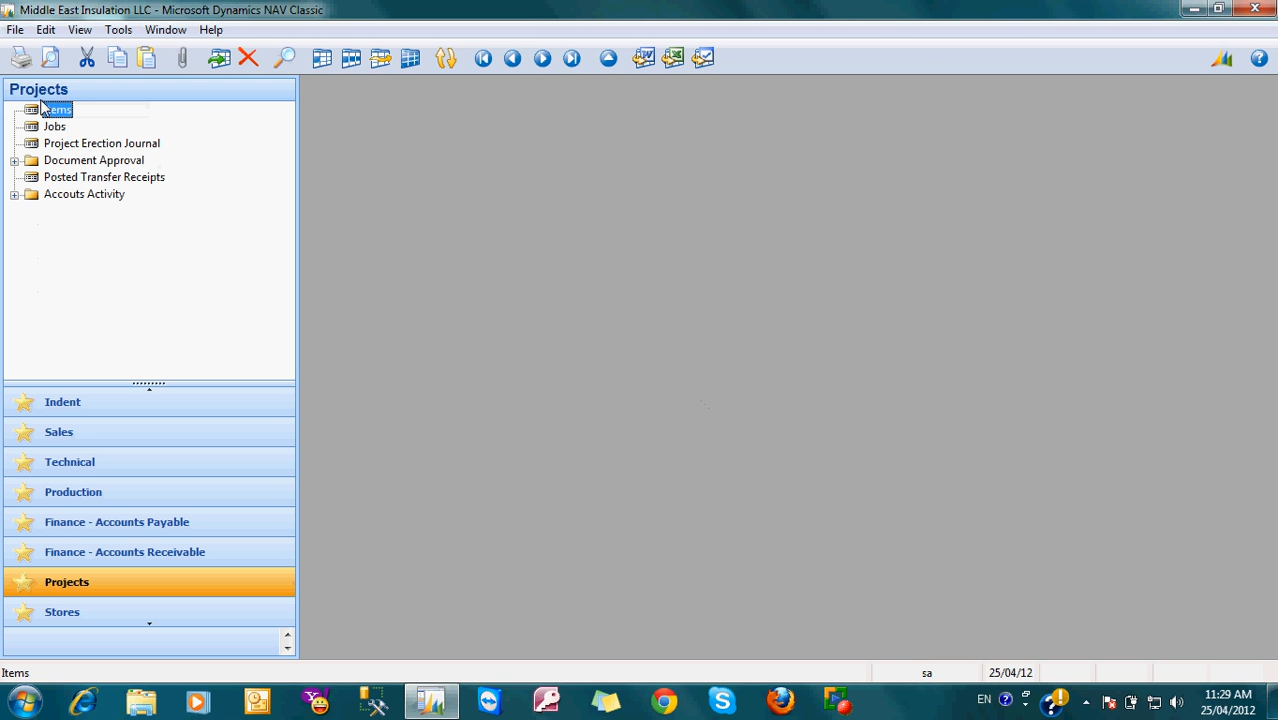 Middle East Insulation LLC - Microsoft Dynamics NAV Classic
File Edit View Tools Window Help
Projects
Jobs
Project Erection Journal
Document Approval
Posted Transfer Receipts
Accouts Activity
Indent
Sales
Technical
Production
Finance - Accounts Payable
Finance - Accounts Receivable
Projects
Stores
Items sa 25/04/12
EN 11:29 AM
25/04/2012